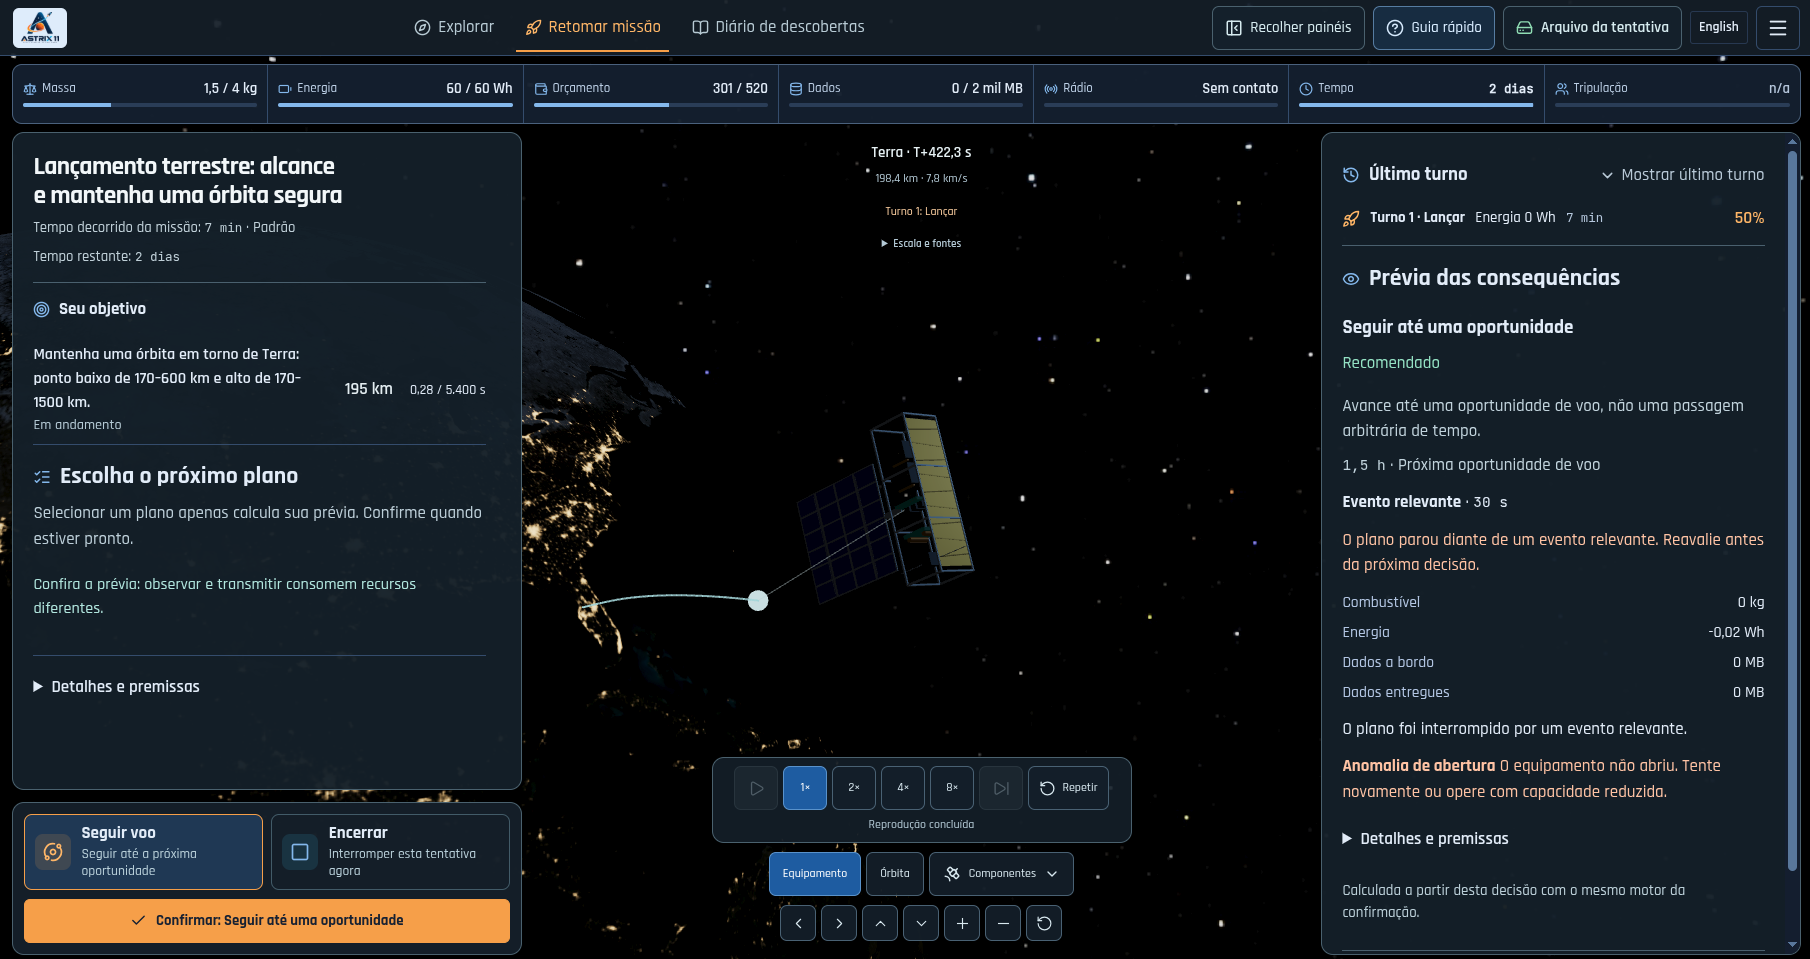 ASTRIX 11
Explorar
Retomar missão
Diário de descobertas
Recolher painéis
Guia rápido
Arquivo da tentativa
English
Massa 1,5 / 4 kg
Energia 60 / 60 Wh
Orçamento 301 / 520
Dados 0 / 2 mil MB
Rádio Sem contato
Tempo 2 dias
Tripulação n/a
Lançamento terrestre: alcance
e mantenha uma órbita segura
Tempo decorrido da missão: 7 min · Padrão
Tempo restante: 2 dias
Seu objetivo
Mantenha uma órbita em torno de Terra:
ponto baixo de 170–600 km e alto de 170–
1500 km.
195 km 0,28 / 5.400 s
Em andamento
Escolha o próximo plano
Selecionar um plano apenas calcula sua prévia. Confirme quando
estiver pronto.
Confira a prévia: observar e transmitir consomem recursos
diferentes.
Detalhes e premissas
Seguir voo
Seguir até a próxima
oportunidade
Encerrar
Interromper esta tentativa
agora
Confirmar: Seguir até uma oportunidade
Terra · T+422,3 s
198,4 km · 7,8 km/s
Turno 1: Lançar
Escala e fontes
1×
2×
4×
8×
Repetir
Reprodução concluída
Equipamento
Órbita
Componentes
Último turno
Mostrar último turno
Turno 1 · Lançar Energia 0 Wh 7 min 50%
Prévia das consequências
Seguir até uma oportunidade
Recomendado
Avance até uma oportunidade de voo, não uma passagem
arbitrária de tempo.
1,5 h · Próxima oportunidade de voo
Evento relevante · 30 s
O plano parou diante de um evento relevante. Reavalie antes
da próxima decisão.
Combustível 0 kg
Energia -0,02 Wh
Dados a bordo 0 MB
Dados entregues 0 MB
O plano foi interrompido por um evento relevante.
Anomalia de abertura O equipamento não abriu. Tente
novamente ou opere com capacidade reduzida.
Detalhes e premissas
Calculada a partir desta decisão com o mesmo motor da
confirmação.